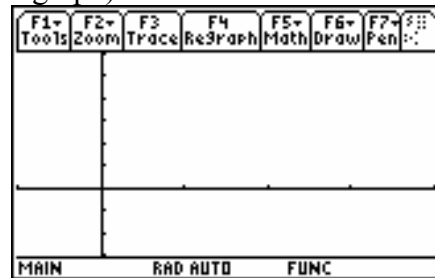 F1▾ F2▾ F3 F4 F5▾ F6▾ F7▾
Tools Zoom Trace ReGraph Math Draw Pen
MAIN RAD AUTO FUNC